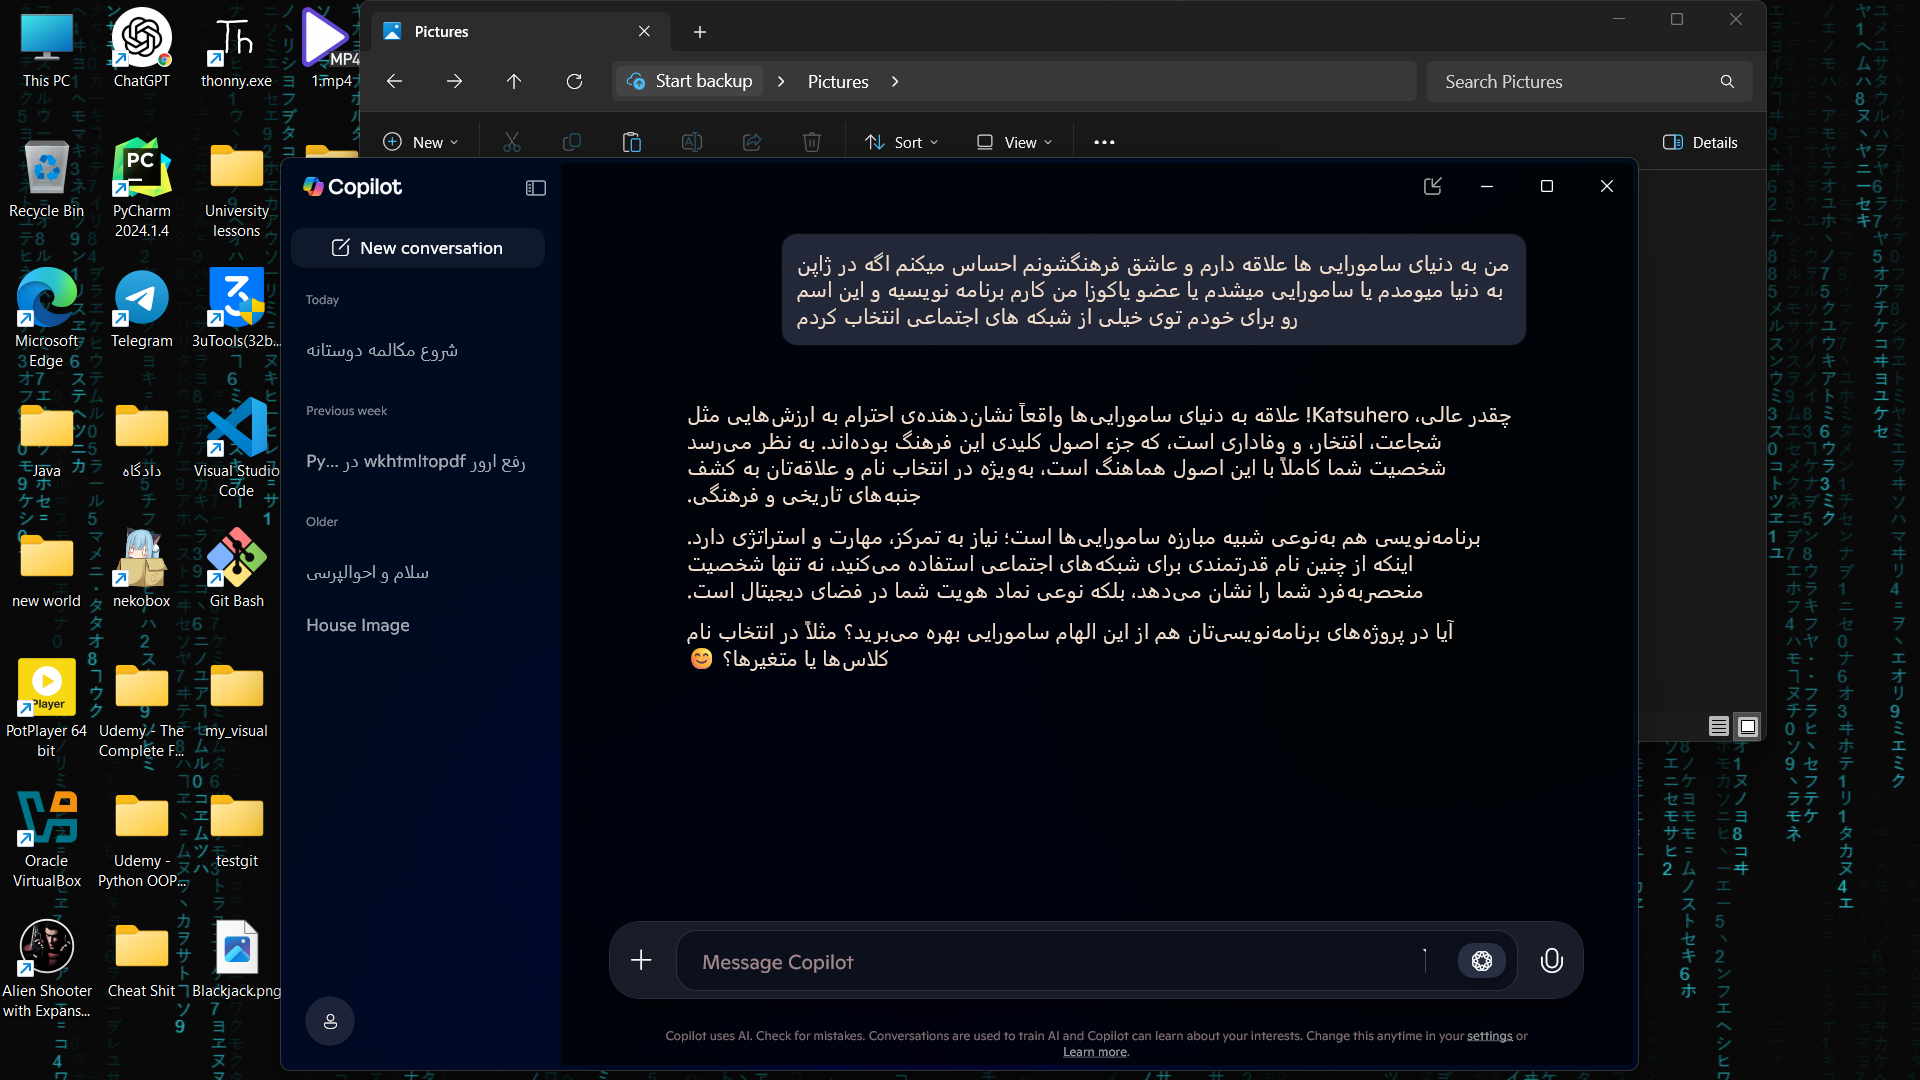 Pictures
Start backup
Pictures
Search Pictures
New
Sort
View
Details
This PC
ChatGPT
thonny.exe
MP4
1.mp4
Recycle Bin
PC
PyCharm
2024.1.4
University
lessons
Microsoft
Edge
Telegram
3uTools(32b...
Java
دادگاه
Visual Studio
Code
new world
nekobox
Git Bash
Player
PotPlayer 64
bit
Udemy - The
Complete F...
my_visual
Oracle
VirtualBox
Udemy -
Python OOP...
testgit
Alien Shooter
with Expans...
Cheat Shit
Blackjack.png
Copilot
New conversation
Today
شروع مکالمه دوستانه
Previous week
رفع ارور wkhtmltopdf در Py...
Older
سلام و احوالپرسی
House Image
من به دنیای سامورایی ها علاقه دارم و عاشق فرهنگشونم احساس میکنم اگه در ژاپن
به دنیا میومدم یا سامورایی میشدم یا عضو یاکوزا من کارم برنامه نویسیه و این اسم
رو برای خودم توی خیلی از شبکه های اجتماعی انتخاب کردم
چقدر عالی، Katsuhero! علاقه به دنیای سامورایی‌ها واقعاً نشان‌دهنده‌ی احترام به ارزش‌هایی مثل
شجاعت، افتخار، و وفاداری است، که جزء اصول کلیدی این فرهنگ بوده‌اند. به نظر می‌رسد
شخصیت شما کاملاً با این اصول هماهنگ است، به‌ویژه در انتخاب نام و علاقه‌تان به کشف
جنبه‌های تاریخی و فرهنگی.
برنامه‌نویسی هم به‌نوعی شبیه مبارزه سامورایی‌ها است؛ نیاز به تمرکز، مهارت و استراتژی دارد.
اینکه از چنین نام قدرتمندی برای شبکه‌های اجتماعی استفاده می‌کنید، نه تنها شخصیت
منحصربه‌فرد شما را نشان می‌دهد، بلکه نوعی نماد هویت شما در فضای دیجیتال است.
آیا در پروژه‌های برنامه‌نویسی‌تان هم از این الهام سامورایی بهره می‌برید؟ مثلاً در انتخاب نام
کلاس‌ها یا متغیرها؟ 😊
Message Copilot
Copilot uses AI. Check for mistakes. Conversations are used to train AI and Copilot can learn about your interests. Change this anytime in your settings or
Learn more.